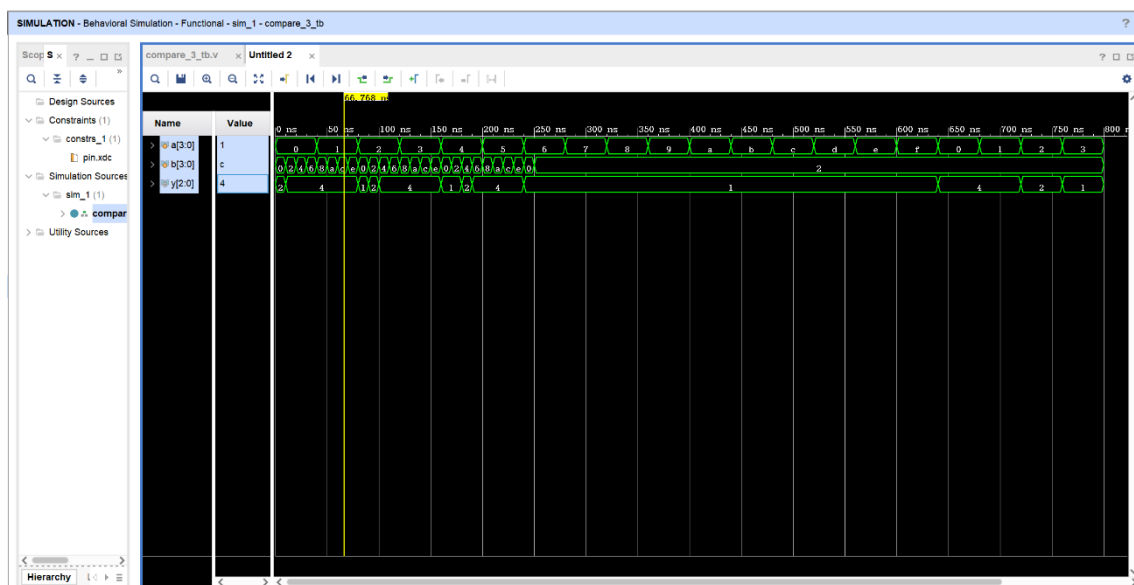 SIMULATION - Behavioral Simulation - Functional - sim_1 - compare_3_tb ?
Scop S × ? _
compare_3_tb.v × Untitled 2 × ?
»
Design Sources
Constraints (1)
constrs_1 (1)
pin.xdc
Simulation Sources
sim_1 (1)
compar
Utility Sources
Hierarchy
66.768 ns
Name Value
0 ns 50 ns 100 ns 150 ns 200 ns 250 ns 300 ns 350 ns 400 ns 450 ns 500 ns 550 ns 600 ns 650 ns 700 ns 750 ns 800
a[3:0] 1 0 1 2 3 4 5 6 7 8 9 a b c d e f 0 1 2 3
b[3:0] c 0 2 4 6 8 a c e 0 2 4 6 8 a c e 0 2 4 6 8 a c e 0 2
y[2:0] 4 2 4 1 2 4 1 2 4 1 4 2 1